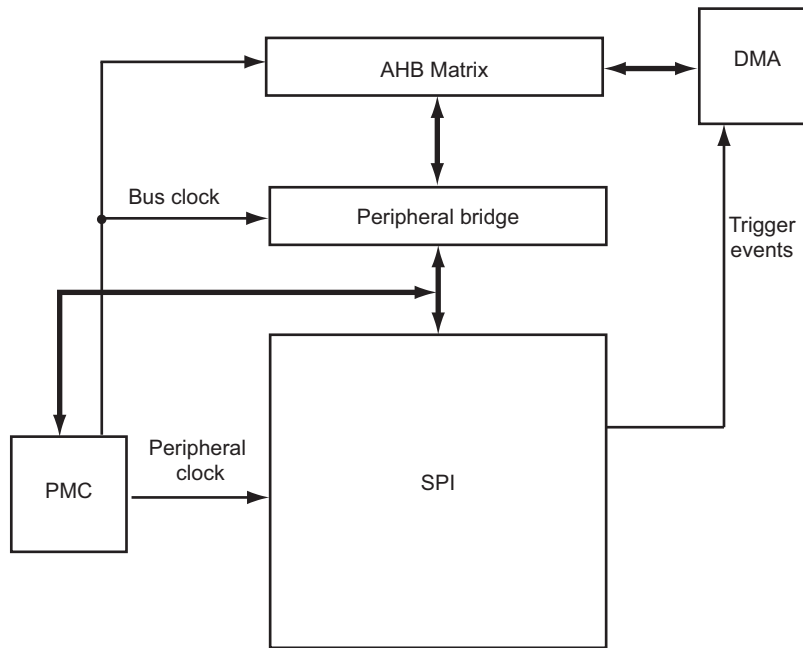 AHB Matrix
DMA
Bus clock
Peripheral bridge
Trigger
events
Peripheral
clock
PMC
SPI